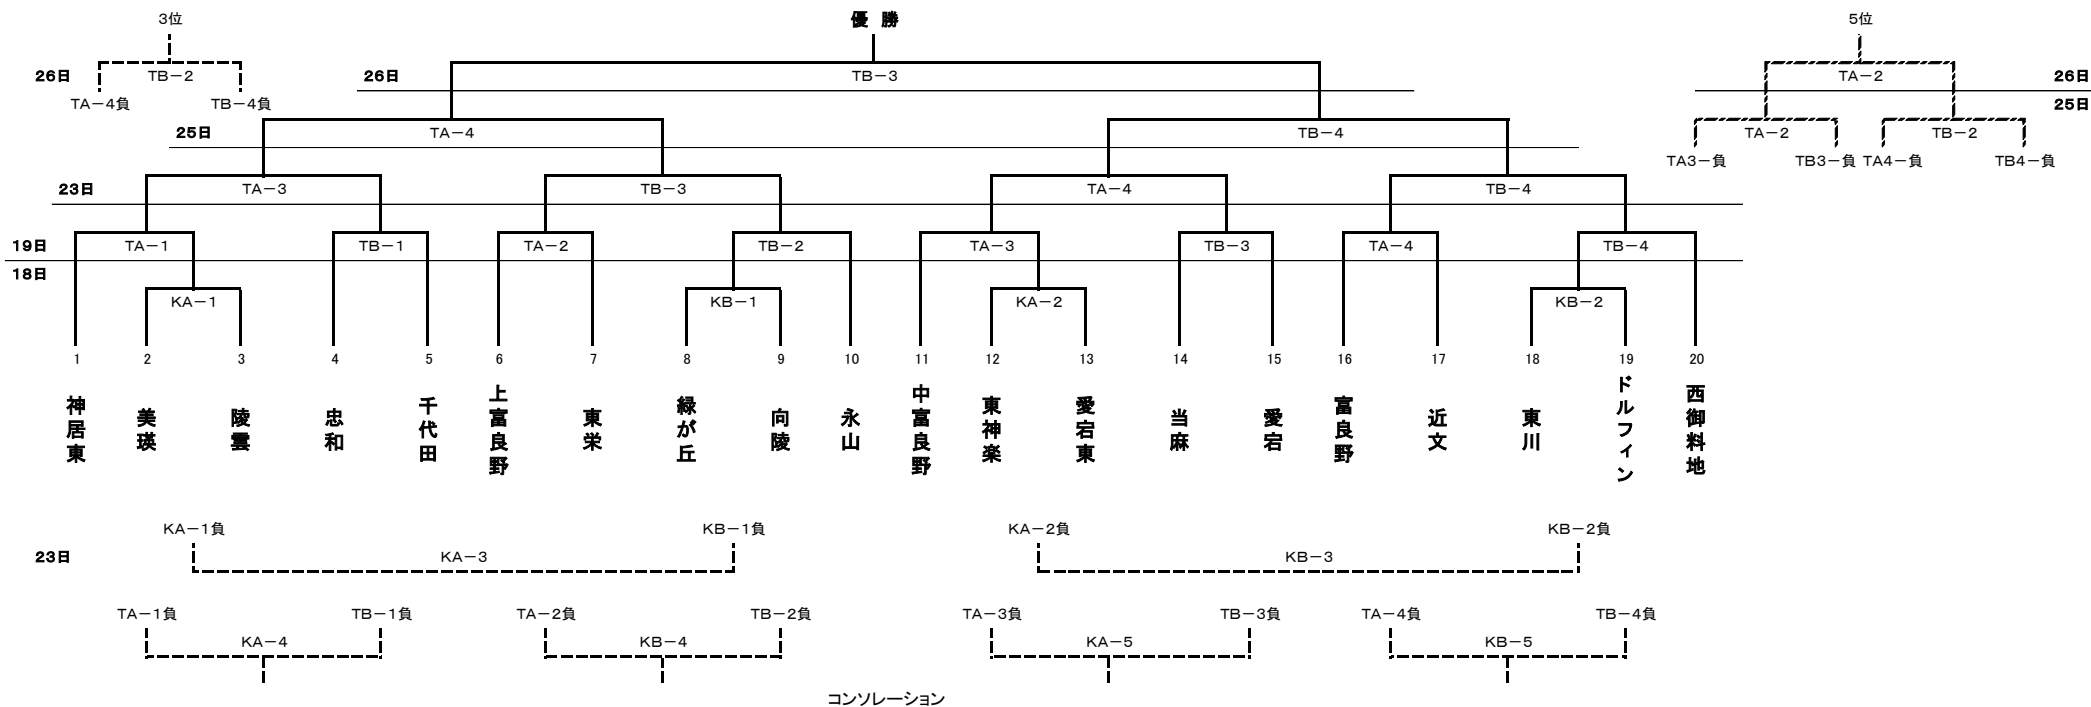 3位 優 勝 5位
26日 TB－2 26日 TB－3 TA－2 26日
TA－4負 TB－4負 25日
25日 TA－4 TB－4 TA－2 TB－2
TA3－負 TB3－負 TA4－負 TB4－負
23日 TA－3 TB－3 TA－4 TB－4
19日 TA－1 TB－1 TA－2 TB－2 TA－3 TB－3 TA－4 TB－4
18日
KA－1 KB－1 KA－2 KB－2
1 2 3 4 5 6 7 8 9 10 11 12 13 14 15 16 17 18 19 20
神居東
美瑛
陵雲
忠和
千代田
上富良野
東栄
緑が丘
向陵
永山
中富良野
東神楽
愛宕東
当麻
愛宕
富良野
近文
東川
ドルフィン
西御料地
KA－1負 KB－1負 KA－2負 KB－2負
23日 KA－3 KB－3
TA－1負 TB－1負 TA－2負 TB－2負 TA－3負 TB－3負 TA－4負 TB－4負
KA－4 KB－4 KA－5 KB－5
コンソレーション